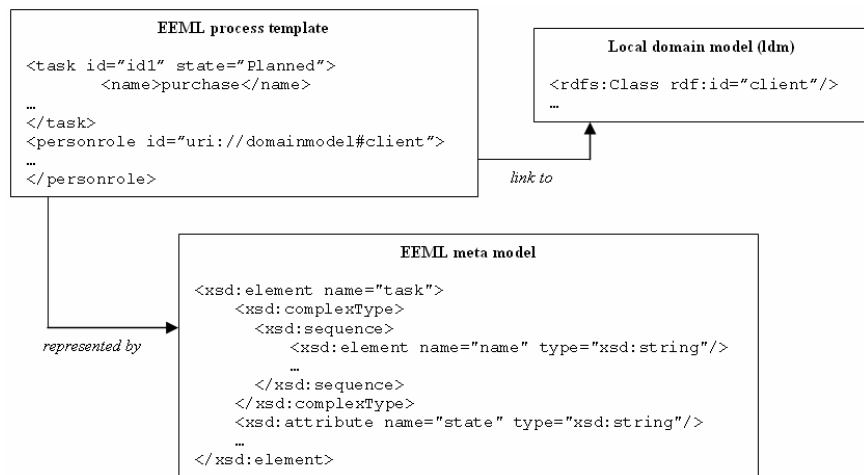 EEML process template
<task id="id1" state="Planned">
<name>purchase</name>
…
</task>
<personrole id="uri://domainmodel#client">
…
</personrole>
Local domain model (ldm)
<rdfs:Class rdf:id="client"/>
…
link to
represented by
EEML meta model
<xsd:element name="task">
<xsd:complexType>
<xsd:sequence>
<xsd:element name="name" type="xsd:string"/>
…
</xsd:sequence>
</xsd:complexType>
<xsd:attribute name="state" type="xsd:string"/>
…
</xsd:element>